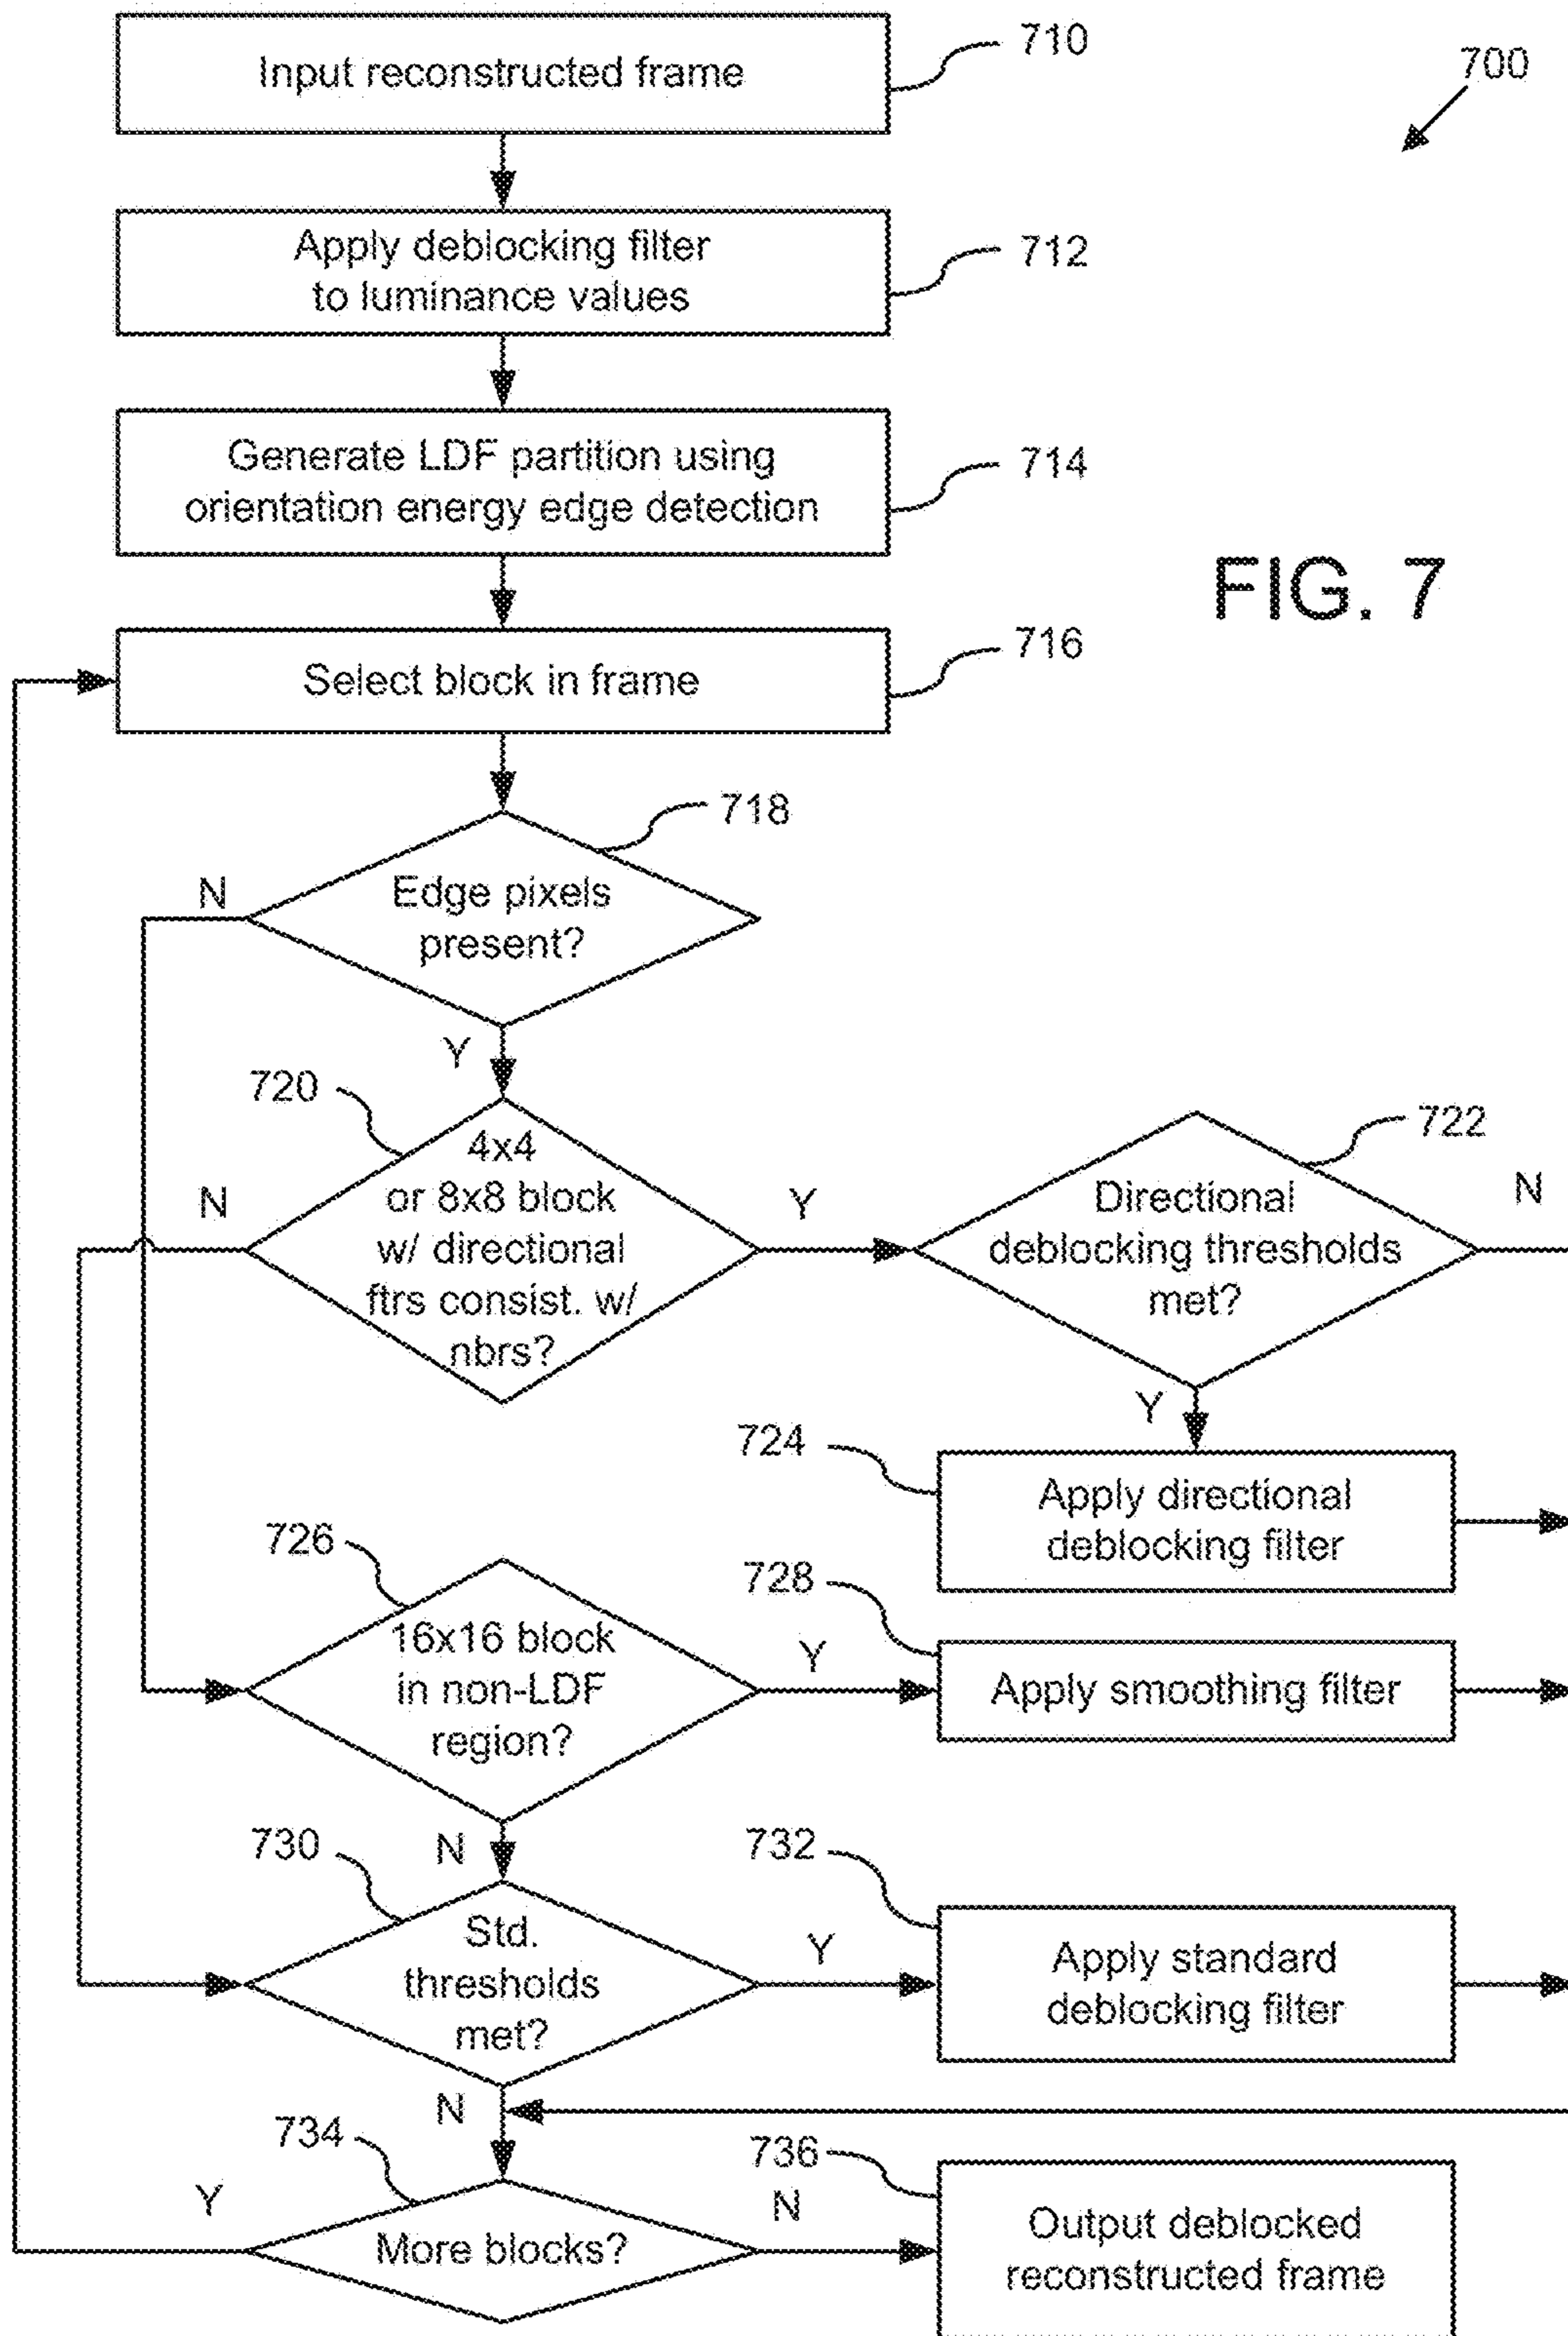 Input reconstructed frame
710
700
Apply deblocking filter
to luminance values
712
Generate LDF partition using
orientation energy edge detection
714
FIG. 7
Select block in frame
716
718
Edge pixels
present?
N
Y
720
4x4
or 8x8 block
w/ directional
ftrs consist. w/
nbrs?
N
Y
722
Directional
deblocking thresholds
met?
N
Y
724
Apply directional
deblocking filter
726
16x16 block
in non-LDF
region?
Y
728
Apply smoothing filter
N
730
Std.
thresholds
met?
Y
732
Apply standard
deblocking filter
N
734
More blocks?
Y
N
736
Output deblocked
reconstructed frame